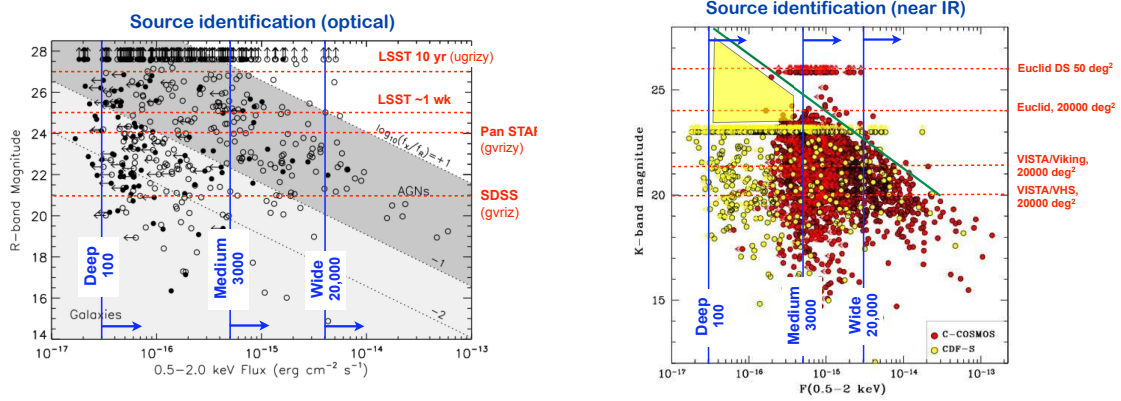 Source identification (optical)
28
26
24
22
20
18
16
14
R-band Magnitude
LSST 10 yr (ugrizy)
LSST ~1 wk
Pan STAF
(gvrizy)
SDSS
(gvriz)
log10(fx/fR)=+1
AGNs
-1
-2
Galaxies
Deep
100
Medium
3000
Wide
20,000
10-17
10-16
10-15
10-14
10-13
0.5-2.0 keV Flux (erg cm-2 s-1)
Source identification (near IR)
25
20
15
K-band magnitude
Euclid DS 50 deg2
Euclid, 20000 deg2
VISTA/Viking,
20000 deg2
VISTA/VHS,
20000 deg2
Deep
100
Medium
3000
Wide
20,000
C-COSMOS
CDF-S
10-17
10-16
10-15
10-14
10-13
F(0.5-2 keV)